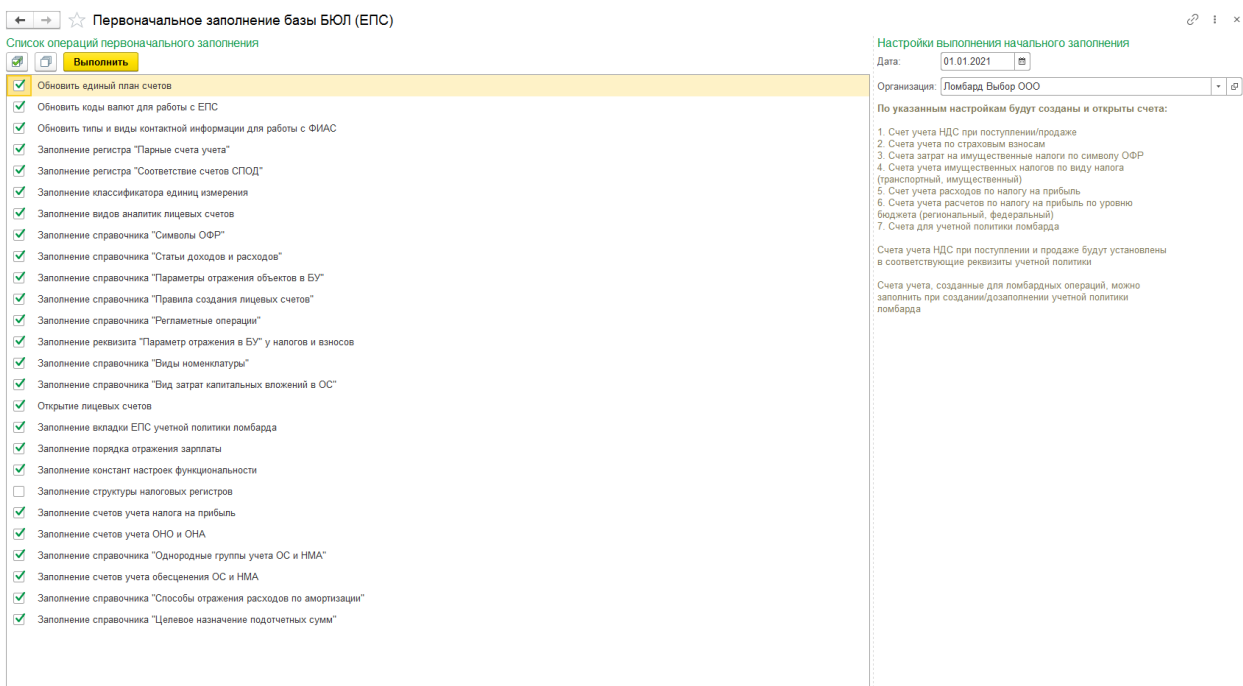 Первоначальное заполнение базы БЮЛ (ЕПС)
Список операций первоначального заполнения
Выполнить
Обновить единый план счетов
Обновить коды валют для работы с ЕПС
Обновить типы и виды контактной информации для работы с ФИАС
Заполнение регистра "Парные счета учета"
Заполнение регистра "Соответствие счетов СПОД"
Заполнение классификатора единиц измерения
Заполнение видов аналитик лицевых счетов
Заполнение справочника "Символы ОФР"
Заполнение справочника "Статьи доходов и расходов"
Заполнение справочника "Параметры отражения объектов в БУ"
Заполнение справочника "Правила создания лицевых счетов"
Заполнение справочника "Регламетные операции"
Заполнение реквизита "Параметр отражения в БУ" у налогов и взносов
Заполнение справочника "Виды номенклатуры"
Заполнение справочника "Вид затрат капитальных вложений в ОС"
Открытие лицевых счетов
Заполнение вкладки ЕПС учетной политики ломбарда
Заполнение порядка отражения зарплаты
Заполнение констант настроек функциональности
Заполнение структуры налоговых регистров
Заполнение счетов учета налога на прибыль
Заполнение счетов учета ОНО и ОНА
Заполнение справочника "Однородные группы учета ОС и НМА"
Заполнение счетов учета обесценения ОС и НМА
Заполнение справочника "Способы отражения расходов по амортизации"
Заполнение справочника "Целевое назначение подотчетных сумм"
Настройки выполнения начального заполнения
Дата: 01.01.2021
Организация: Ломбард Выбор ООО
По указанным настройкам будут созданы и открыты счета:
1. Счет учета НДС при поступлении/продаже
2. Счета учета по страховым взносам
3. Счета затрат на имущественные налоги по символу ОФР
4. Счета учета имущественных налогов по виду налога
(транспортный, имущественный)
5. Счет учета расходов по налогу на прибыль
6. Счета учета расчетов по налогу на прибыль по уровню
бюджета (региональный, федеральный)
7. Счета для учетной политики ломбарда
Счета учета НДС при поступлении и продаже будут установлены
в соответствующие реквизиты учетной политики
Счета учета, созданные для ломбардных операций, можно
заполнить при создании/дозаполнении учетной политики
ломбарда